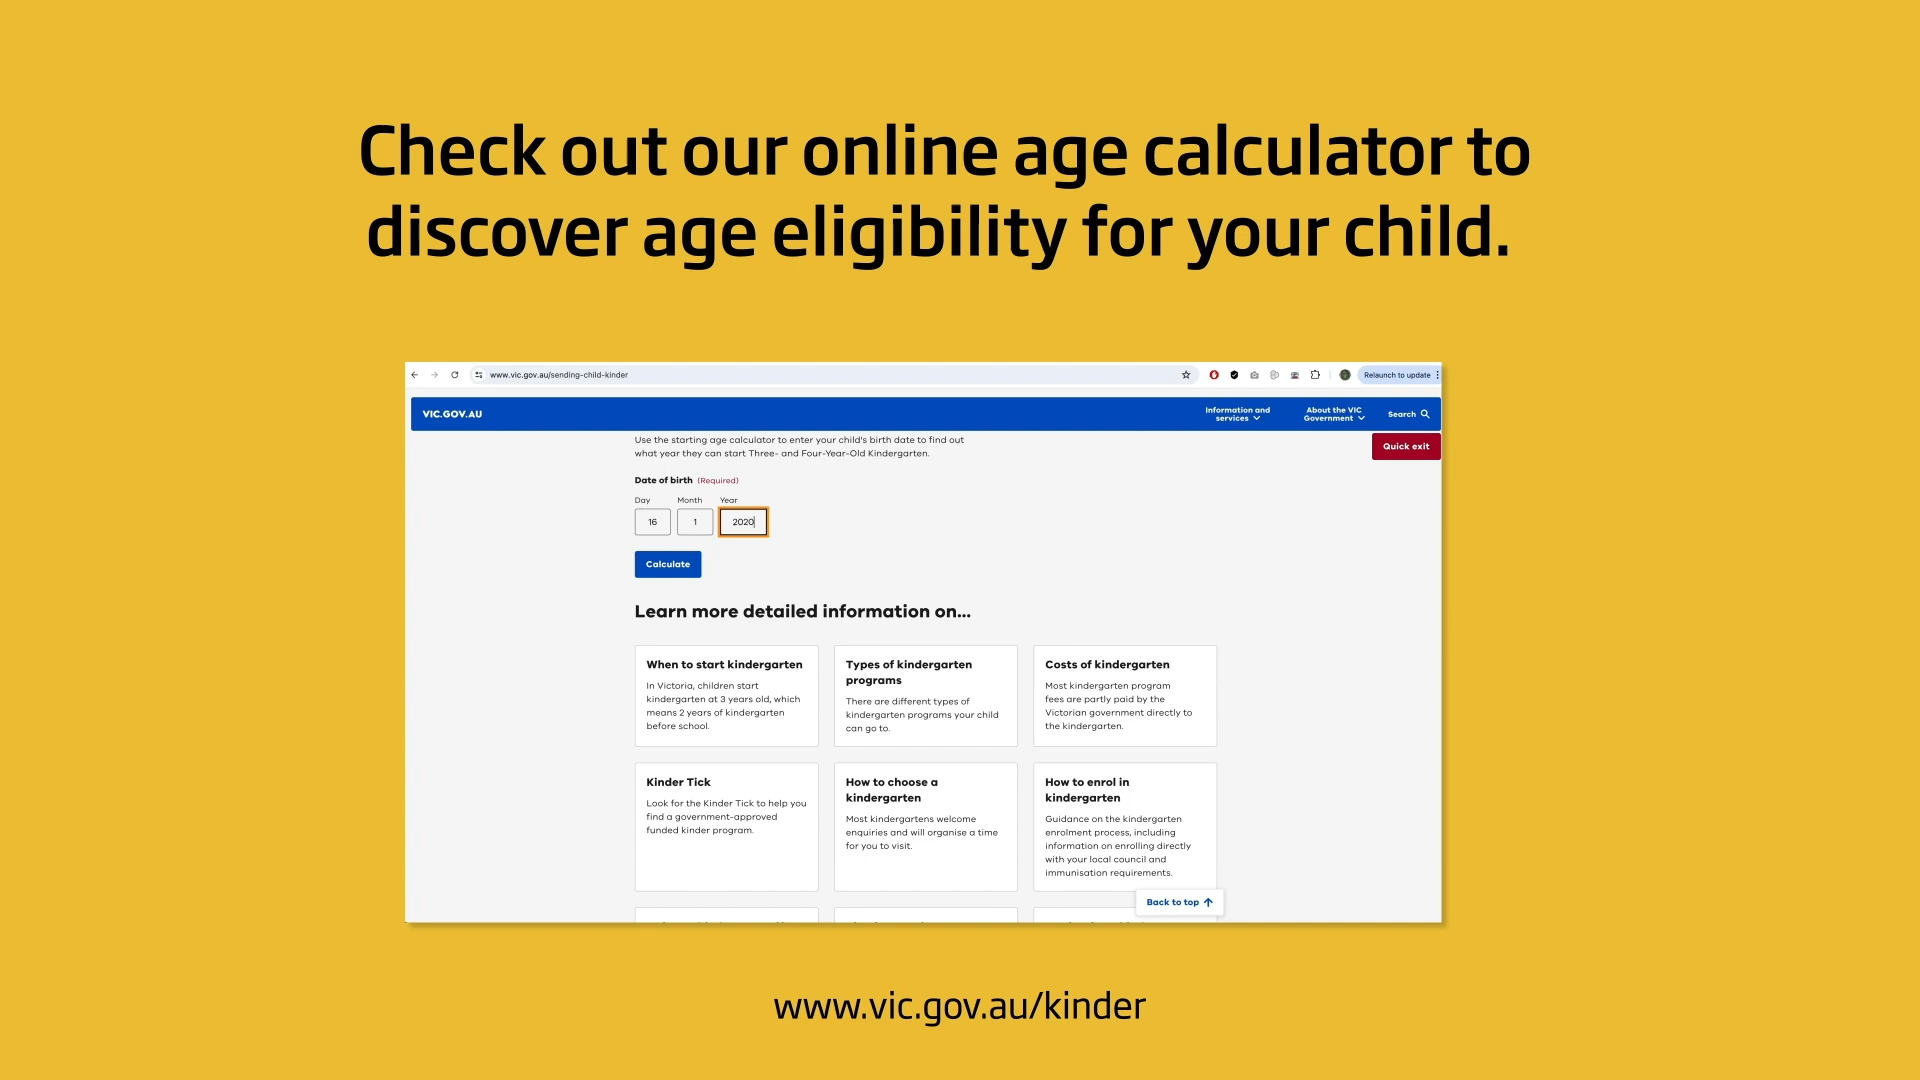 Check out our online age calculator to
discover age eligibility for your child.
www.vic.gov.au/sending-child-kinder
Relaunch to update
VIC.GOV.AU
Information and
services
About the VIC
Government
Search
Use the starting age calculator to enter your child's birth date to find out
what year they can start Three- and Four-Year-Old Kindergarten.
Quick exit
Date of birth (Required)
Day Month Year
16 1 2020
Calculate
Learn more detailed information on...
When to start kindergarten
In Victoria, children start
kindergarten at 3 years old, which
means 2 years of kindergarten
before school.
Types of kindergarten
programs
There are different types of
kindergarten programs your child
can go to.
Costs of kindergarten
Most kindergarten program
fees are partly paid by the
Victorian government directly to
the kindergarten.
Kinder Tick
Look for the Kinder Tick to help you
find a government-approved
funded kinder program.
How to choose a
kindergarten
Most kindergartens welcome
enquiries and will organise a time
for you to visit.
How to enrol in
kindergarten
Guidance on the kindergarten
enrolment process, including
information on enrolling directly
with your local council and
immunisation requirements.
Back to top
www.vic.gov.au/kinder